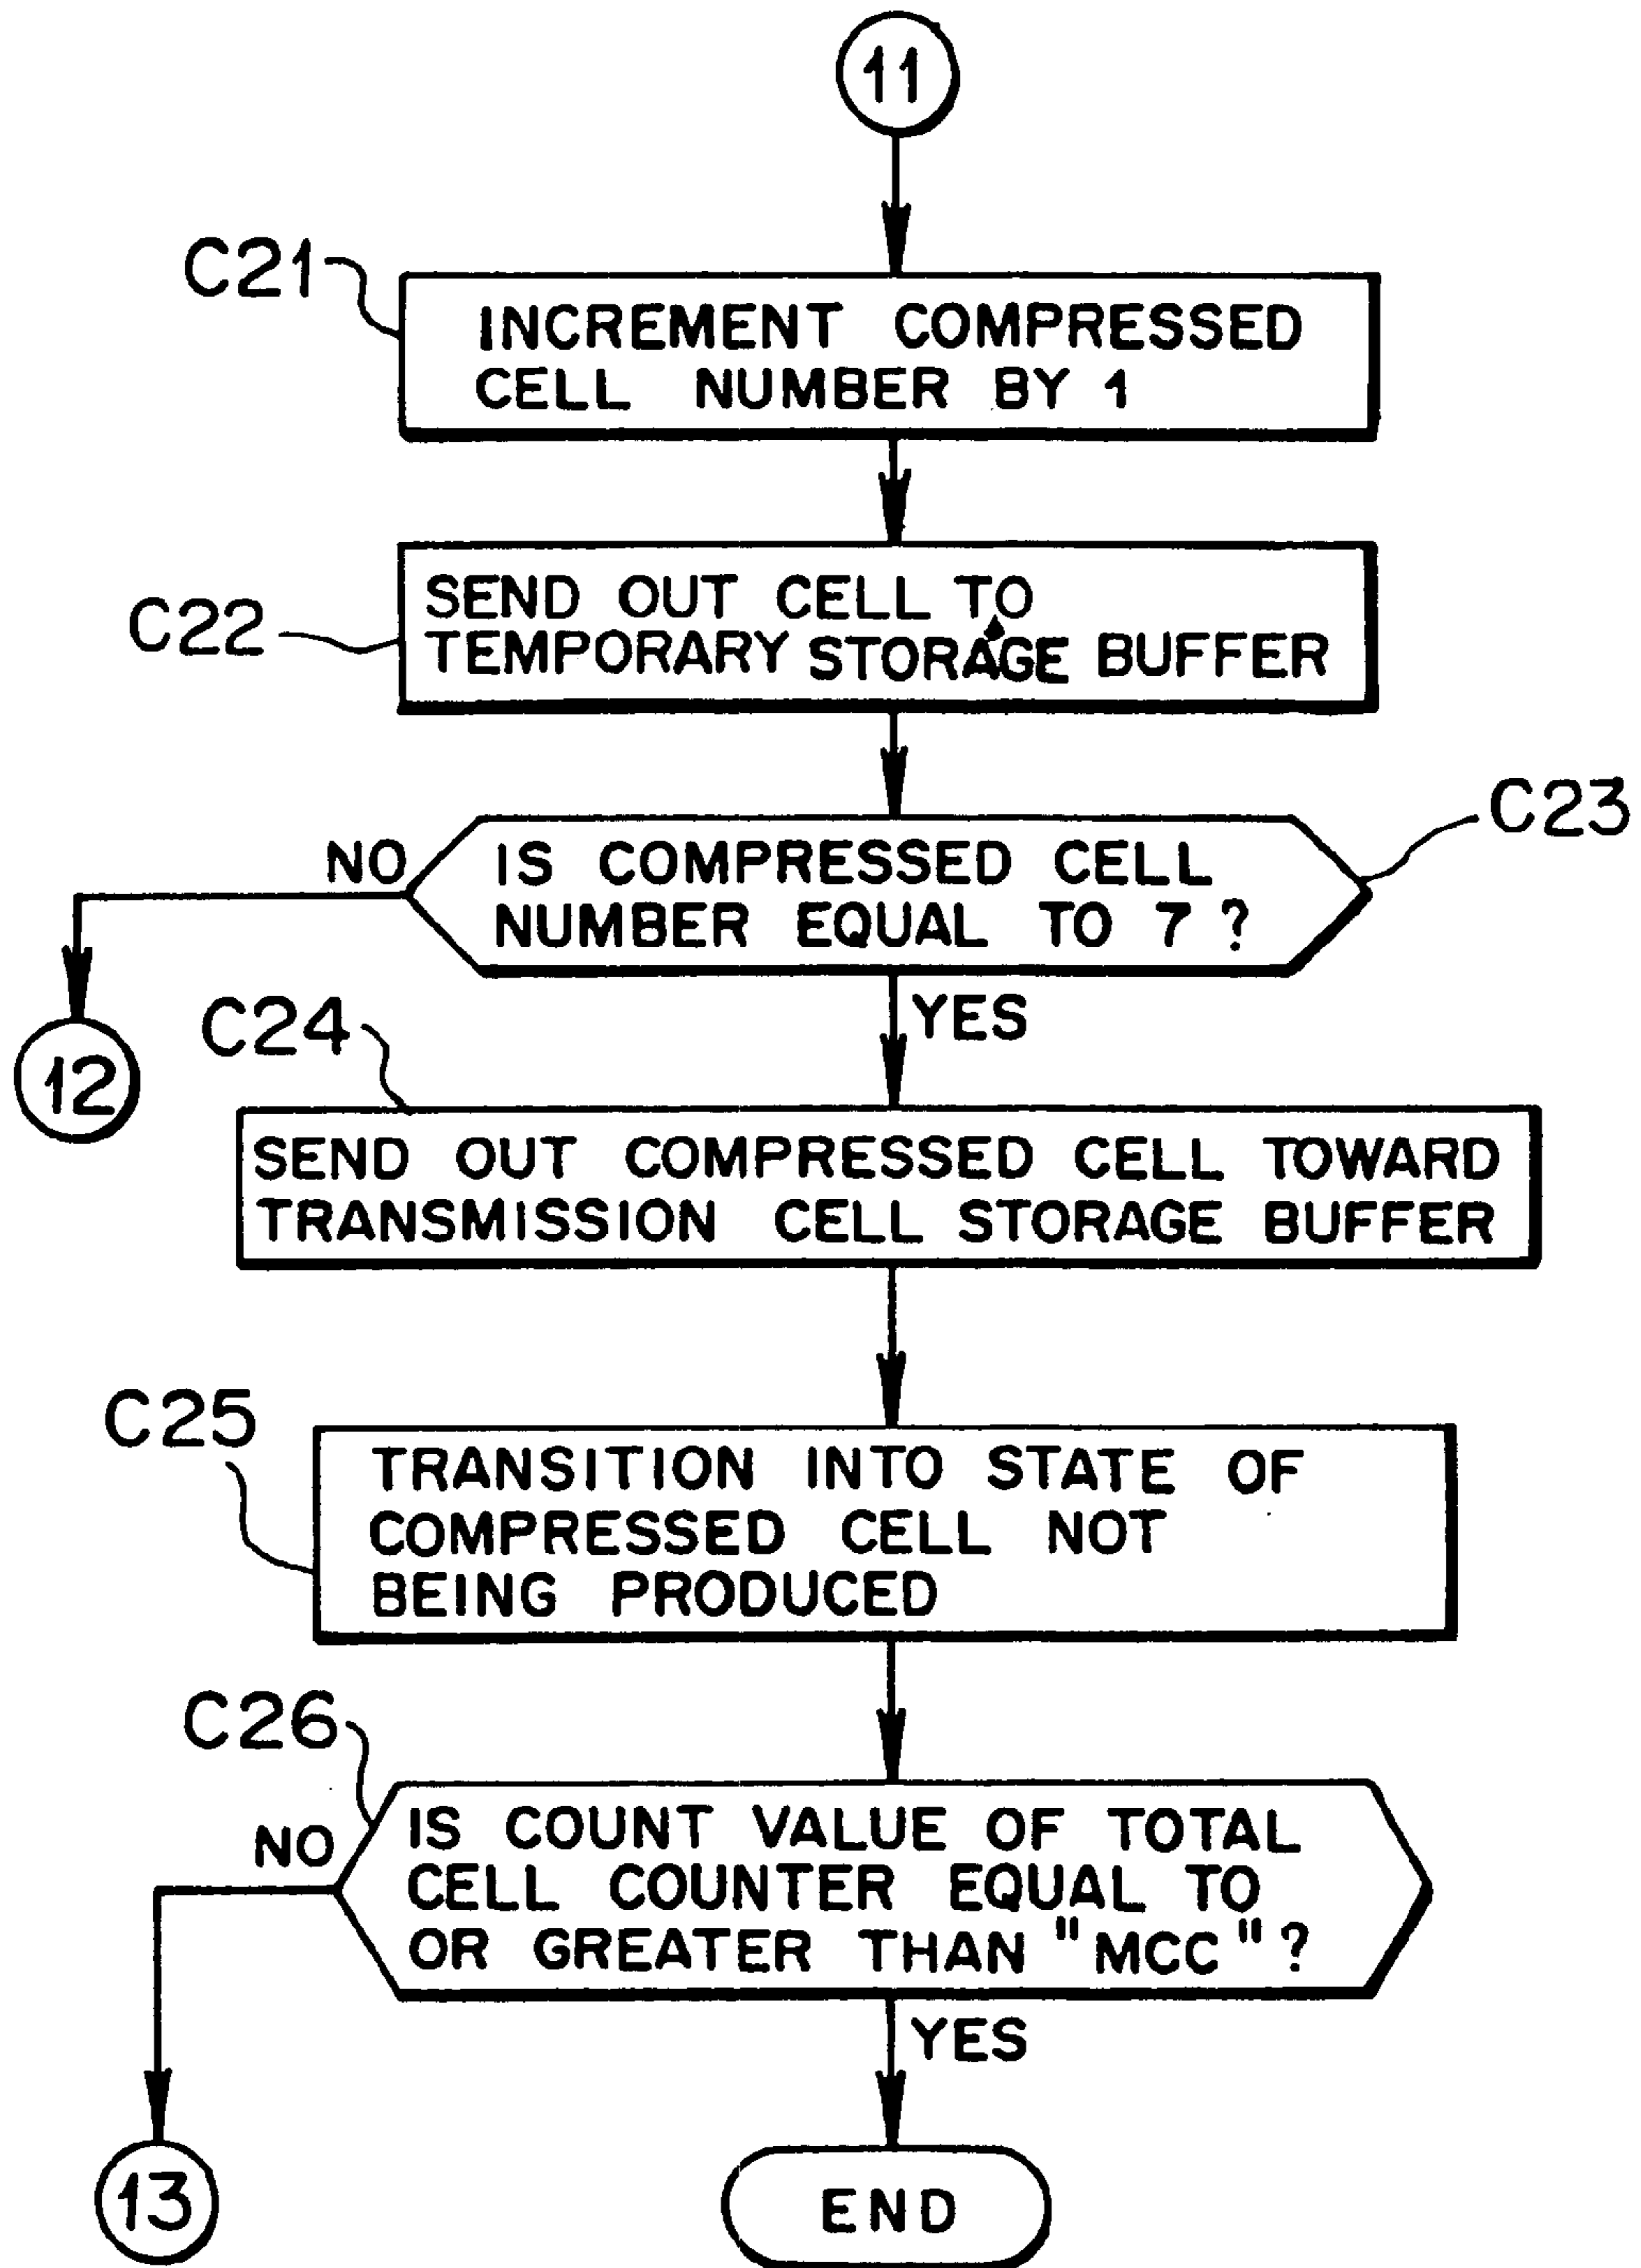 11
C21
INCREMENT COMPRESSED
CELL NUMBER BY 1
C22
SEND OUT CELL TO
TEMPORARY STORAGE BUFFER
C23
NO
IS COMPRESSED CELL
NUMBER EQUAL TO 7 ?
YES
12
C24
SEND OUT COMPRESSED CELL TOWARD
TRANSMISSION CELL STORAGE BUFFER
C25
TRANSITION INTO STATE OF
COMPRESSED CELL NOT
BEING PRODUCED
C26
NO
IS COUNT VALUE OF TOTAL
CELL COUNTER EQUAL TO
OR GREATER THAN "MCC" ?
YES
13
END